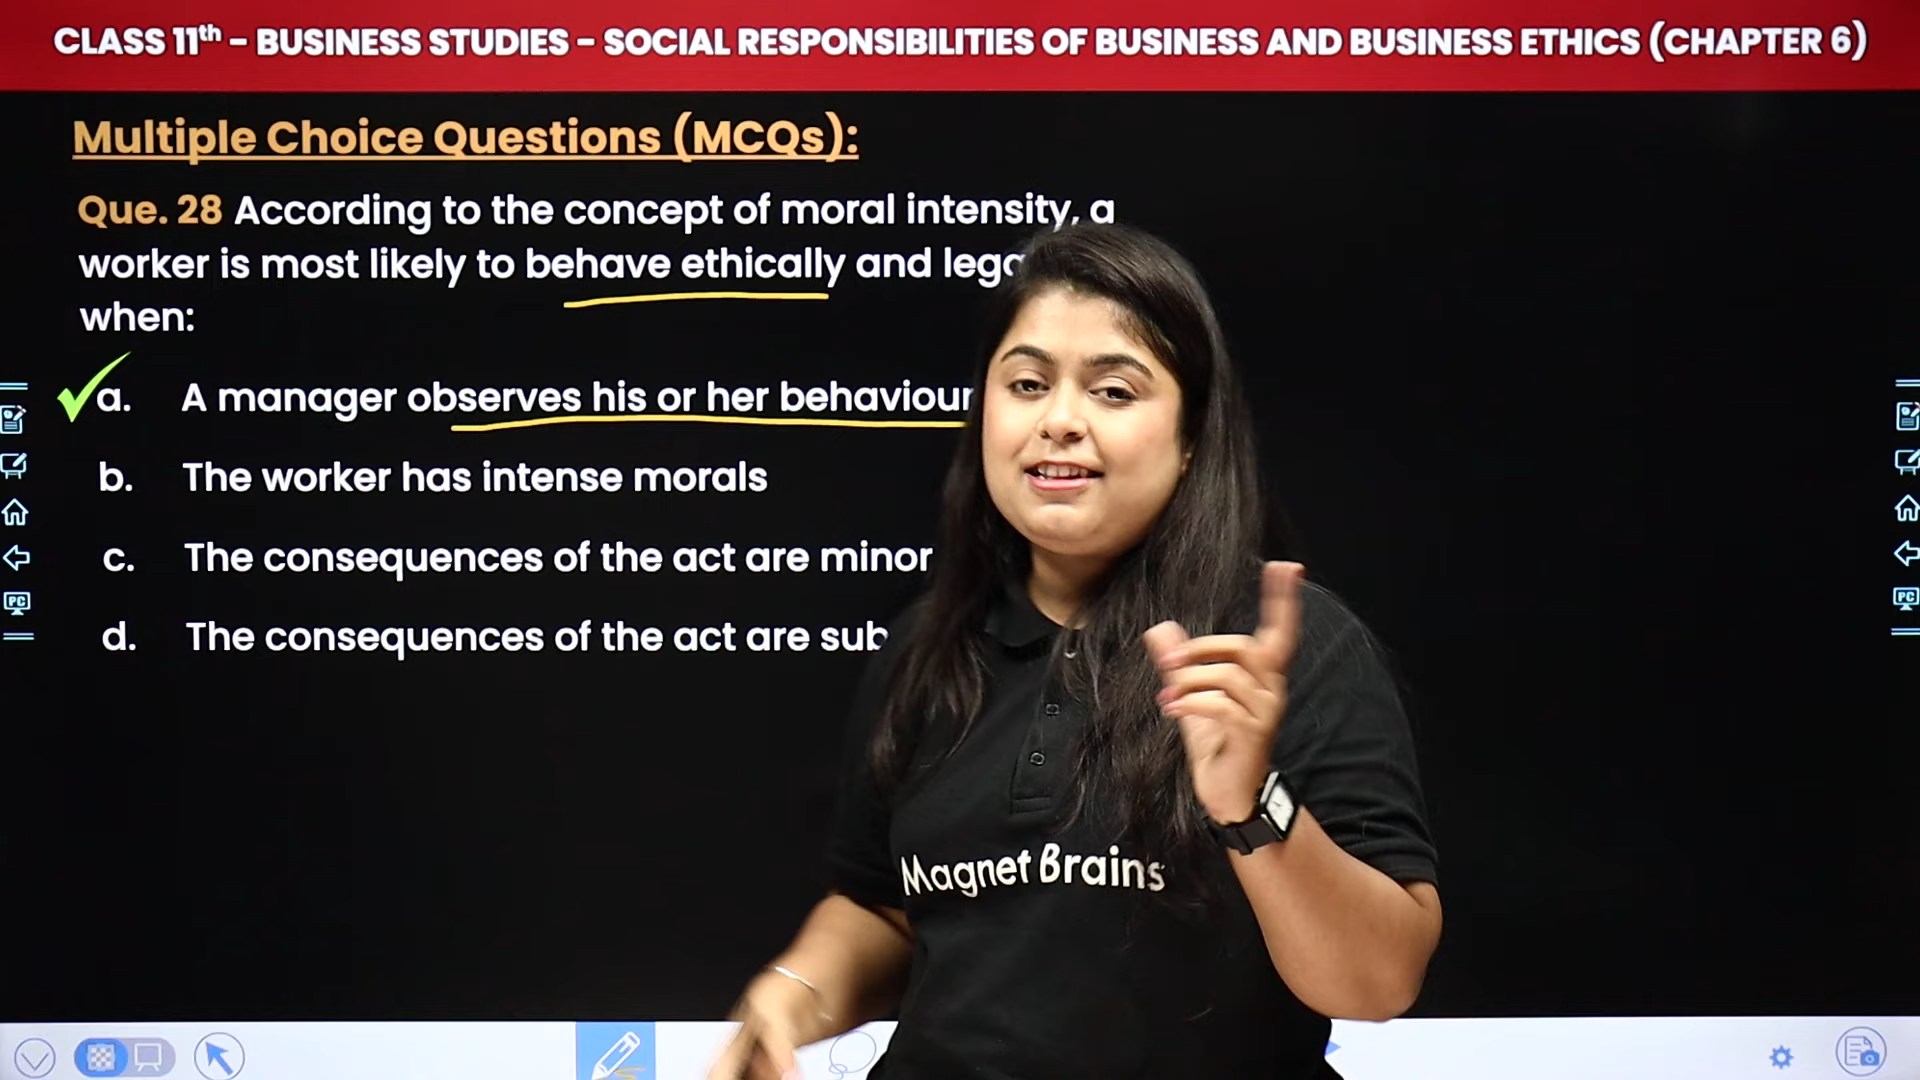 CLASS 11th - BUSINESS STUDIES - SOCIAL RESPONSIBILITIES OF BUSINESS AND BUSINESS ETHICS (CHAPTER 6)
Multiple Choice Questions (MCQs):
Que. 28 According to the concept of moral intensity, a
worker is most likely to behave ethically and
when:
a. A manager observes his or her behaviour
b. The worker has intense morals
c. The consequences of the act are minor
d. The consequences of the act are
PC
PC
Magnet Brains